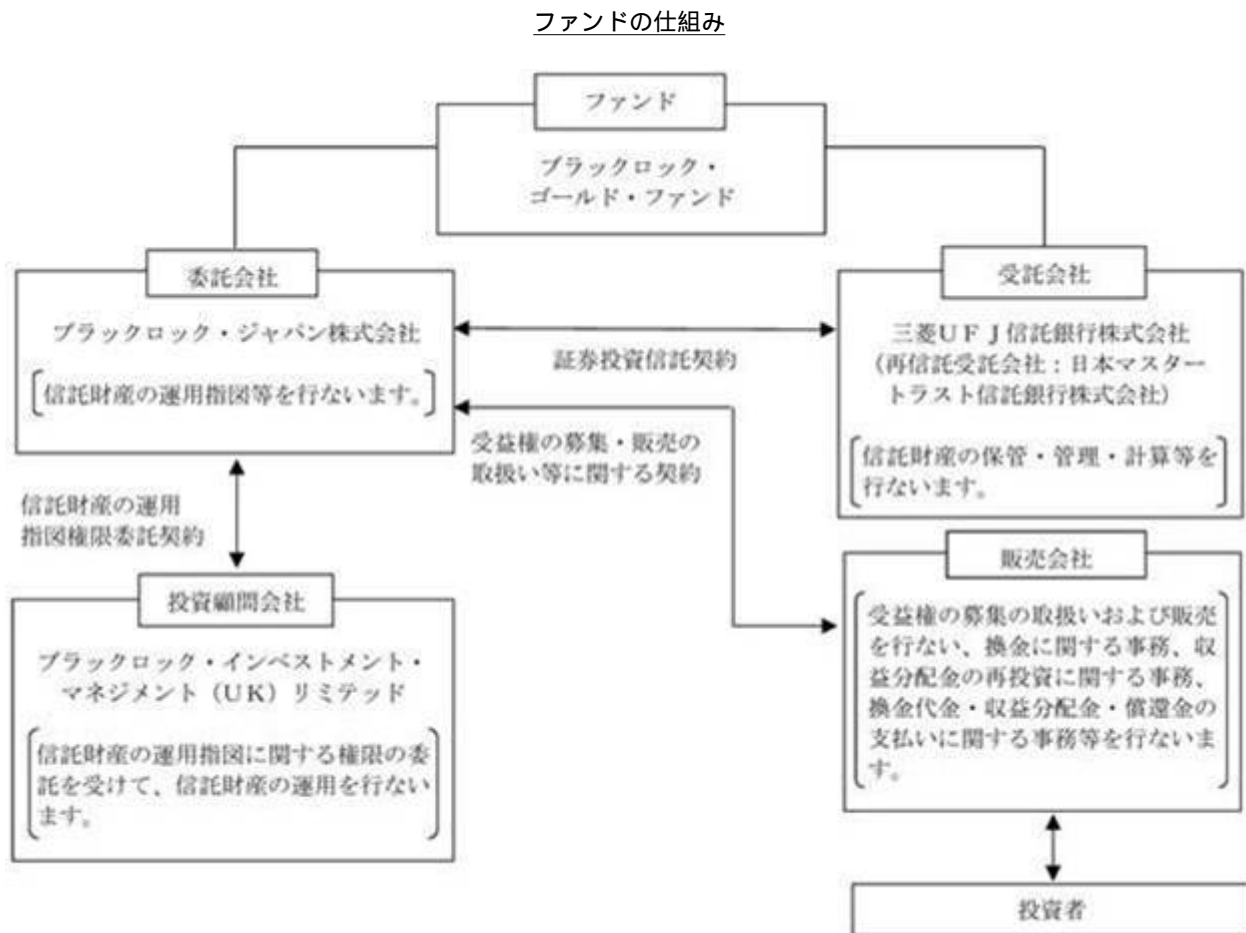 ファンドの仕組み
ファンド
ブラックロック・
ゴールド・ファンド
委託会社
ブラックロック・ジャパン株式会社
信託財産の運用指図等を行ないます。
受託会社
三菱UFJ信託銀行株式会社
(再信託受託会社:日本マスター
トラスト信託銀行株式会社)
信託財産の保管・管理・計算等を
行ないます。
証券投資信託契約
受益権の募集・販売の
取扱い等に関する契約
信託財産の運用
指図権限委託契約
投資顧問会社
ブラックロック・インベストメント・
マネジメント(UK)リミテッド
信託財産の運用指図に関する権限の委
託を受けて、信託財産の運用を行ない
ます。
販売会社
受益権の募集の取扱いおよび販売
を行ない、換金に関する事務、収
益分配金の再投資に関する事務、
換金代金・収益分配金・償還金の
支払いに関する事務等を行ないま
す。
投資者